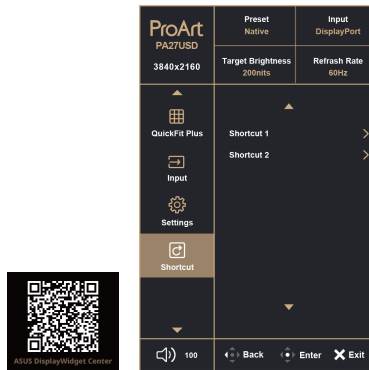 ProArt
PA27USD
3840x2160
Preset
Native
Input
DisplayPort
Target Brightness
200nits
Refrash Rate
60Hz
QuickFit Plus
Input
Settings
Shortcut
Shortcut 1
Shortcut 2
100
Back
Enter
Exit
ASUS DisplayWidget Center